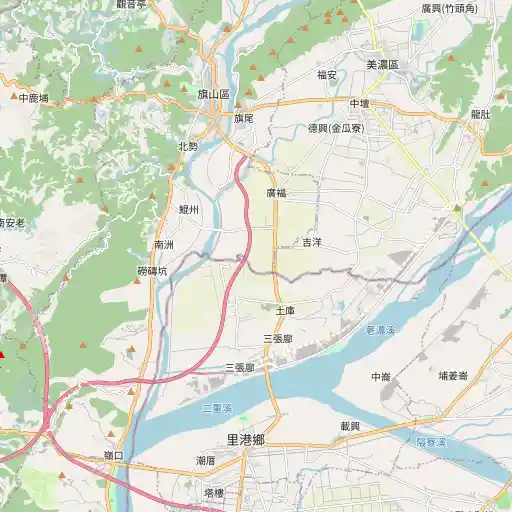 觀音亭
廣興(竹頭角)
美濃區
福安
旗山區
中鹿埔
中壇
龍肚
旗尾
德興(金瓜寮)
北勢
廣福
鯤州
南安老
吉洋
南洲
磅磚坑
潭
土庫
老濃溪
三張廍
三張廍
中崙
埔姜崙
二重溪
載興
里港鄉
隘寮溪
嶺口
潮厝
塔樓